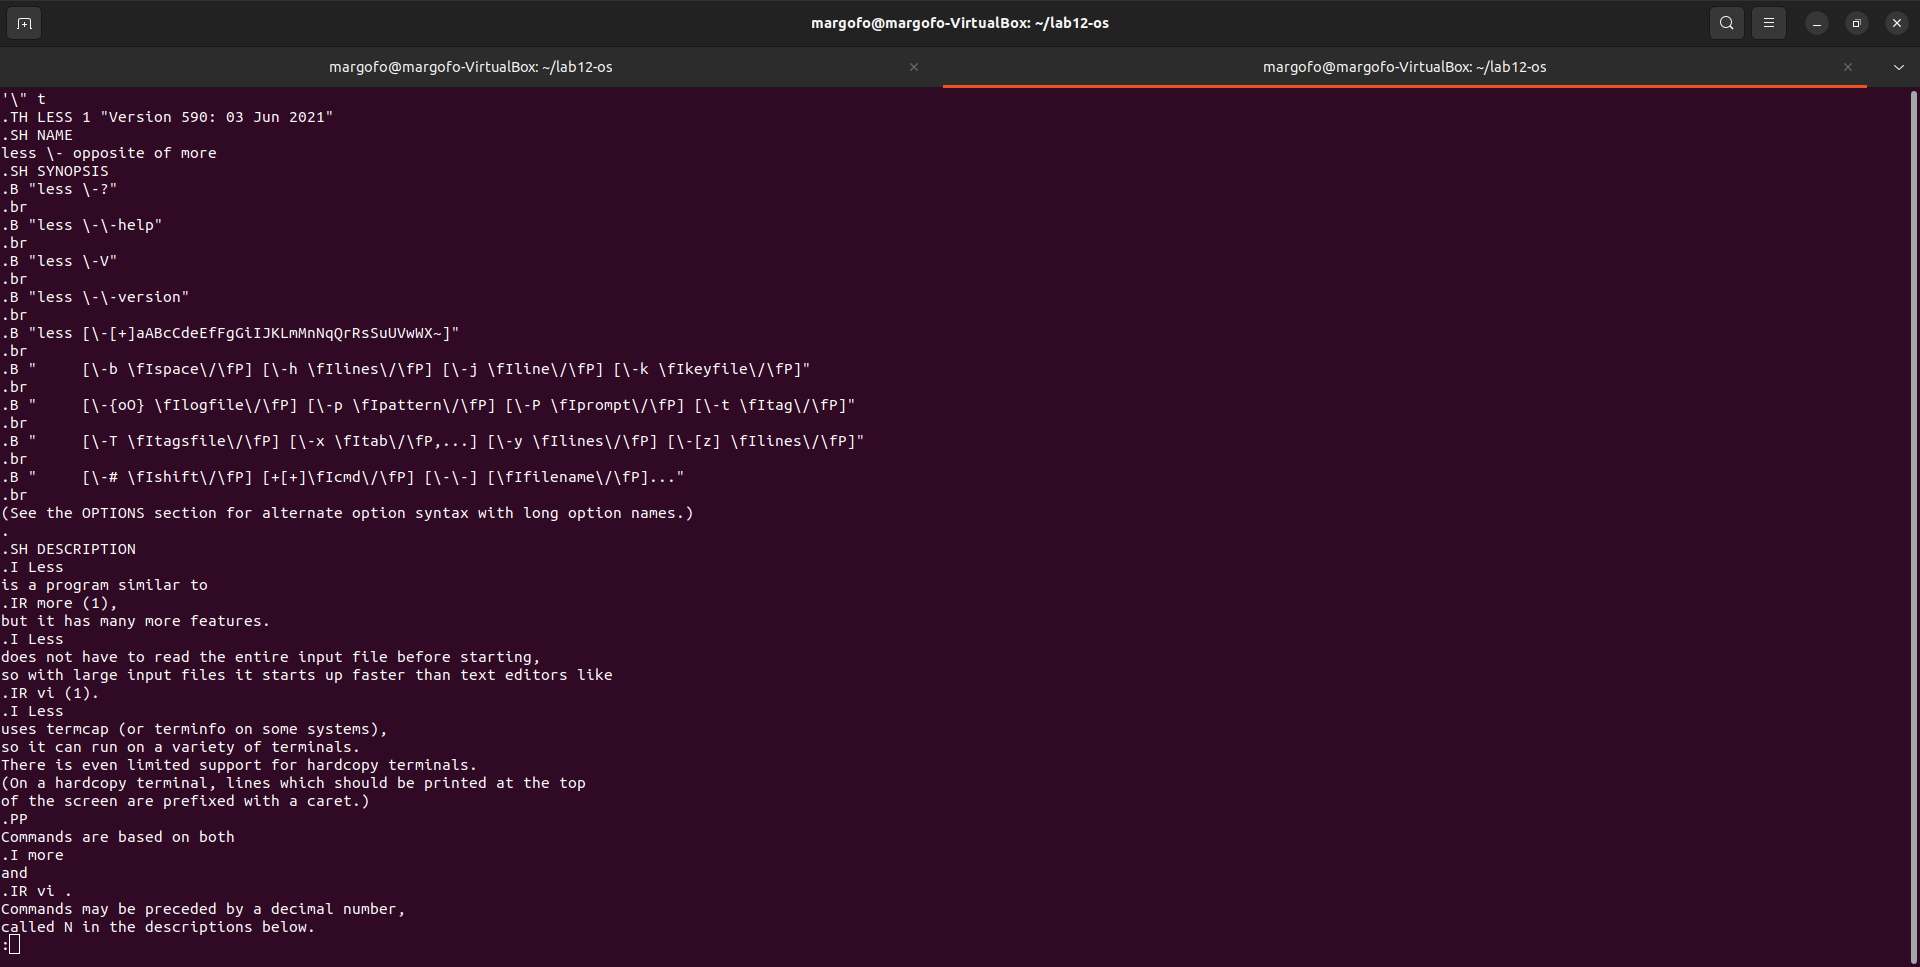 margofo@margofo-VirtualBox: ~/lab12-os
margofo@margofo-VirtualBox: ~/lab12-os
margofo@margofo-VirtualBox: ~/lab12-os
'\" t
.TH LESS 1 "Version 590: 03 Jun 2021"
.SH NAME
less \- opposite of more
.SH SYNOPSIS
.B "less \-?"
.br
.B "less \-\-help"
.br
.B "less \-V"
.br
.B "less \-\-version"
.br
.B "less [\-[+]aABcCdeEfFgGiIJKLmMnNqQrRsSuUVwWX~]"
.br
.B "     [\-b \fIspace\/\fP] [\-h \fIlines\/\fP] [\-j \fIline\/\fP] [\-k \fIkeyfile\/\fP]"
.br
.B "     [\-{oO} \fIlogfile\/\fP] [\-p \fIpattern\/\fP] [\-P \fIprompt\/\fP] [\-t \fItag\/\fP]"
.br
.B "     [\-T \fItagsfile\/\fP] [\-x \fItab\/\fP,...] [\-y \fIlines\/\fP] [\-[z] \fIlines\/\fP]"
.br
.B "     [\-# \fIshift\/\fP] [+[+]\fIcmd\/\fP] [\-\-] [\fIfilename\/\fP]..."
.br
(See the OPTIONS section for alternate option syntax with long option names.)
.
.SH DESCRIPTION
.I Less
is a program similar to
.IR more (1),
but it has many more features.
.I Less
does not have to read the entire input file before starting,
so with large input files it starts up faster than text editors like
.IR vi (1).
.I Less
uses termcap (or terminfo on some systems),
so it can run on a variety of terminals.
There is even limited support for hardcopy terminals.
(On a hardcopy terminal, lines which should be printed at the top
of the screen are prefixed with a caret.)
.PP
Commands are based on both
.I more
and
.IR vi .
Commands may be preceded by a decimal number,
called N in the descriptions below.
: